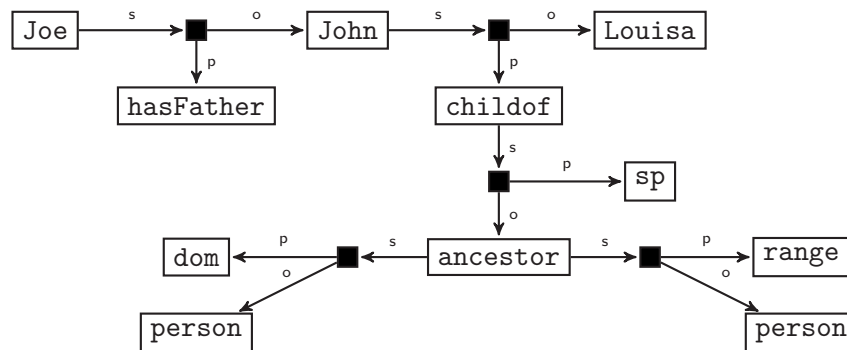 Joe s o John s o Louisa
p p
hasFather childof
s
p sp
o
dom p s ancestor s p range
o o
person person